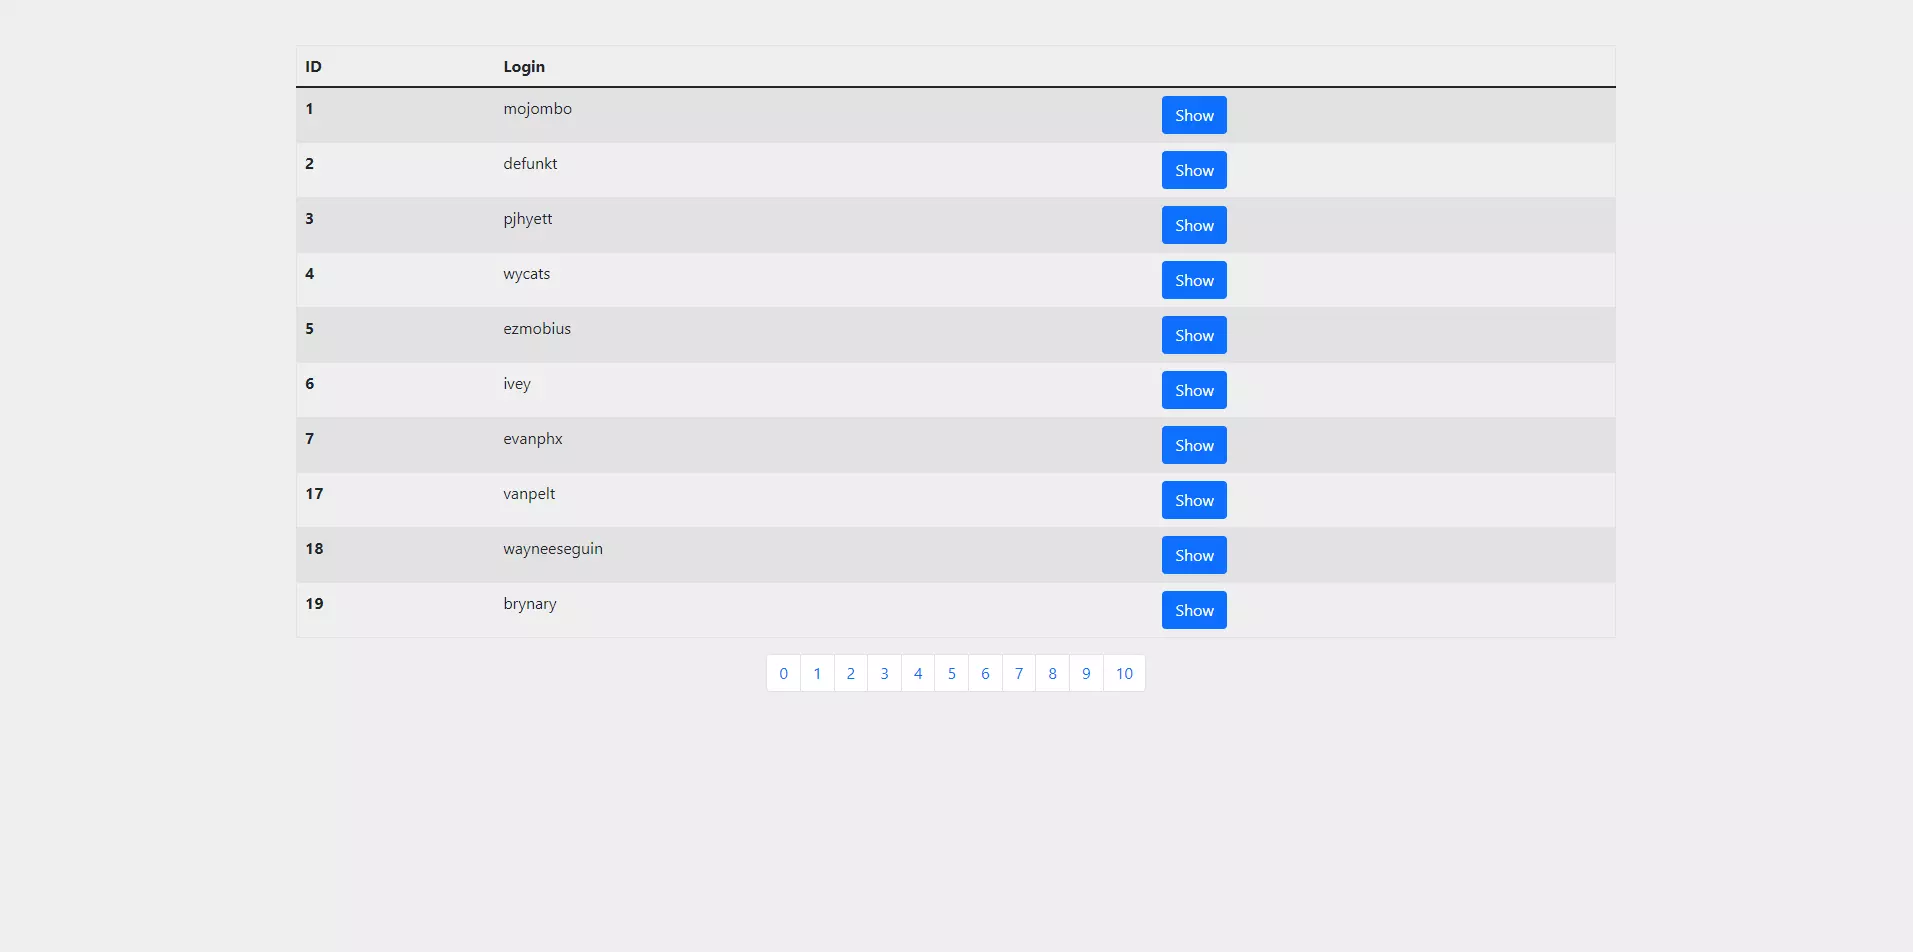 ID Login
1 mojombo Show
2 defunkt Show
3 pjhyett Show
4 wycats Show
5 ezmobius Show
6 ivey Show
7 evanphx Show
17 vanpelt Show
18 wayneeseguin Show
19 brynary Show
0 1 2 3 4 5 6 7 8 9 10